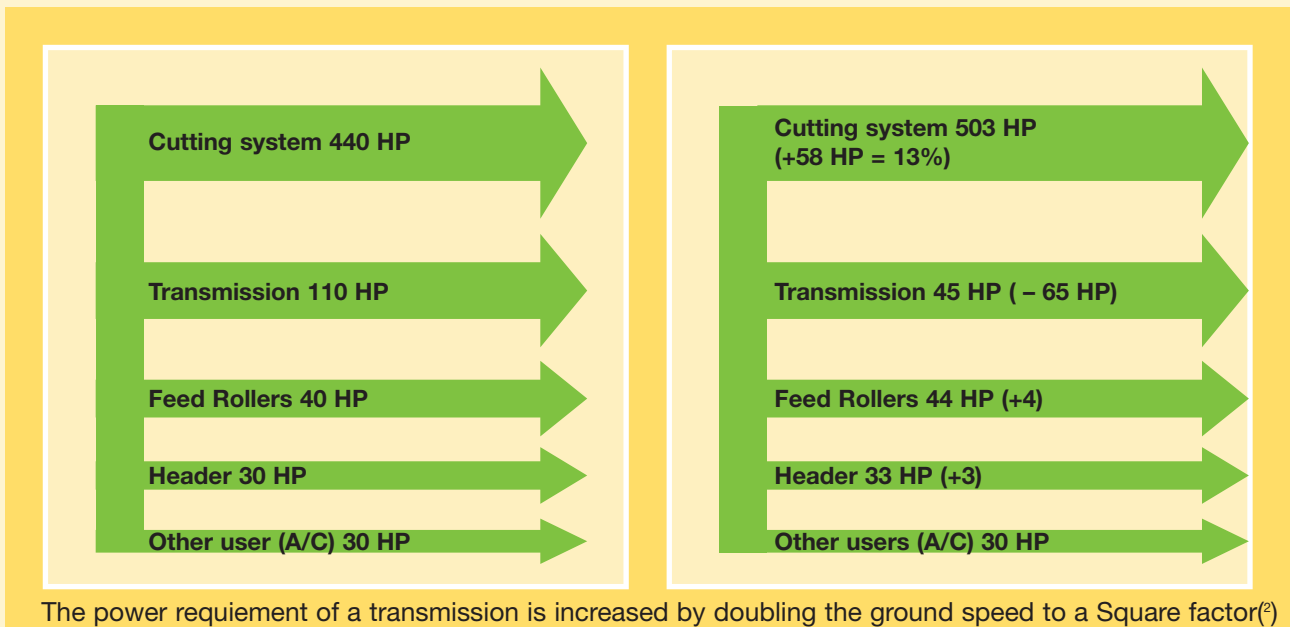 Cutting system 440 HP
Transmission 110 HP
Feed Rollers 40 HP
Header 30 HP
Other user (A/C) 30 HP
Cutting system 503 HP
(+58 HP = 13%)
Transmission 45 HP ( – 65 HP)
Feed Rollers 44 HP (+4)
Header 33 HP (+3)
Other users (A/C) 30 HP
The power requiement of a transmission is increased by doubling the ground speed to a Square factor(²)